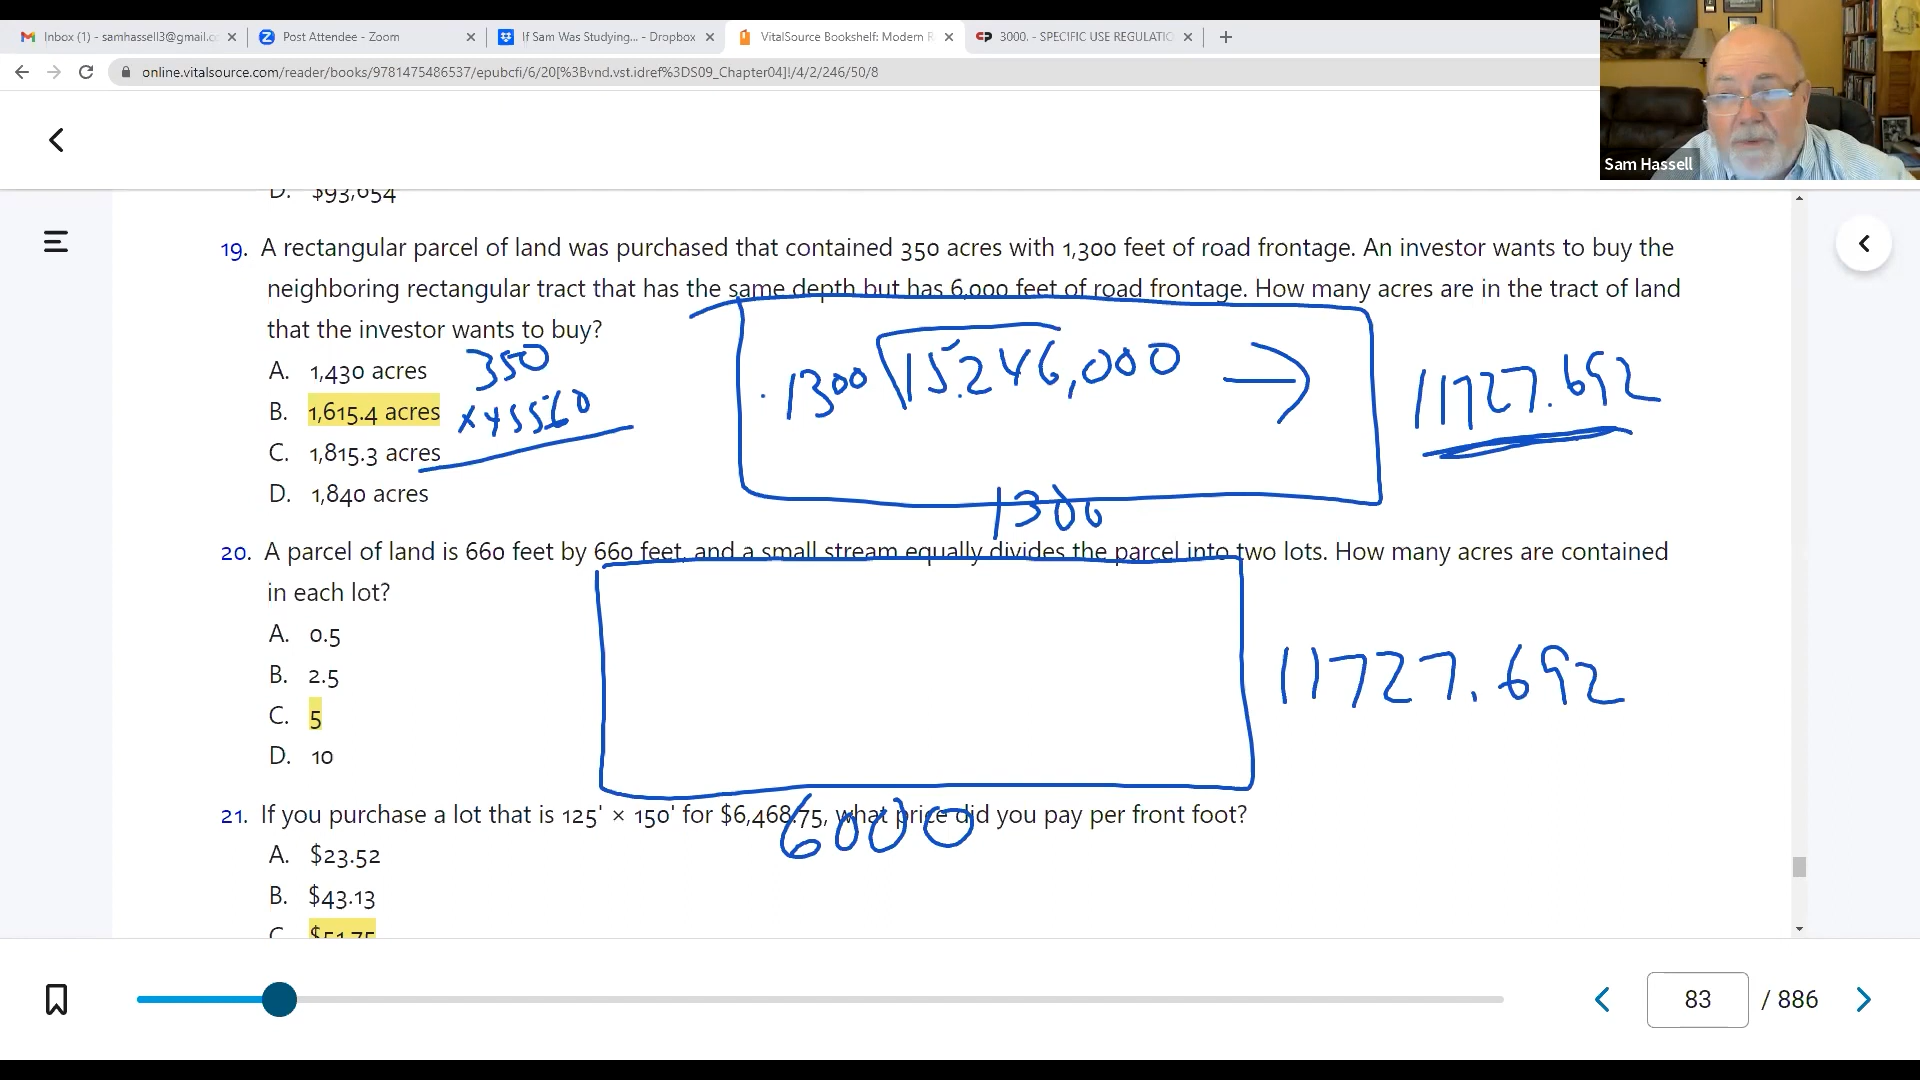 Inbox (1) - samhassell3@gmail.c
Post Attendee - Zoom
If Sam Was Studying... - Dropbox
VitalSource Bookshelf: Modern R
3000. - SPECIFIC USE REGULATIO
online.vitalsource.com/reader/books/9781475486537/epubcfi/6/20[%3Bvnd.vst.idref%3DS09_Chapter04]!/4/2/246/50/8
Sam Hassell
D. $93,654
19. A rectangular parcel of land was purchased that contained 350 acres with 1,300 feet of road frontage. An investor wants to buy the
neighboring rectangular tract that has the same depth but has 6,000 feet of road frontage. How many acres are in the tract of land
that the investor wants to buy?
A. 1,430 acres
B. 1,615.4 acres
C. 1,815.3 acres
D. 1,840 acres
350
x 43560
1300 15246,000
11727.692
1300
20. A parcel of land is 660 feet by 660 feet, and a small stream equally divides the parcel into two lots. How many acres are contained
in each lot?
A. 0.5
B. 2.5
C. 5
D. 10
11727.692
6000
21. If you purchase a lot that is 125' × 150' for $6,468.75, what price did you pay per front foot?
A. $23.52
B. $43.13
C. $51.75
83 / 886